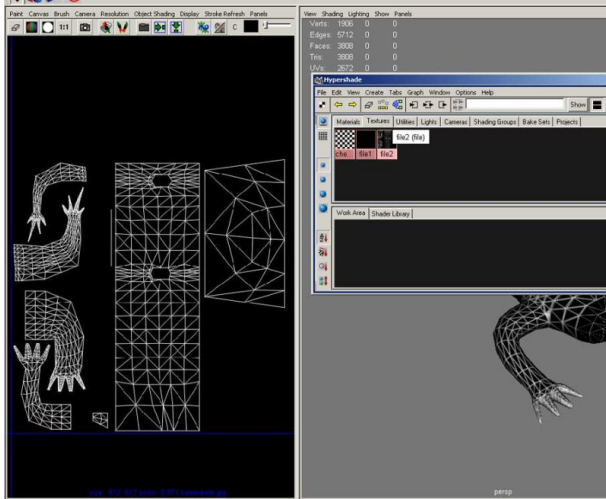 Paint Canvas Brush Camera Resolution Object Shading Display Stroke Refresh Panels
1:1 C
View Shading Lighting Show Panels
Verts: 1906 0 0
Edges: 5712 0 0
Faces: 3808 0 0
Tris: 3808 0 0
UVs: 2672 0 0
Hypershade
File Edit View Create Tabs Graph Window Options Help
Show
Materials Textures Utilities Lights Cameras Shading Groups Bake Sets Projects
file2 (file)
che file1 file2
Work Area Shader Library
persp